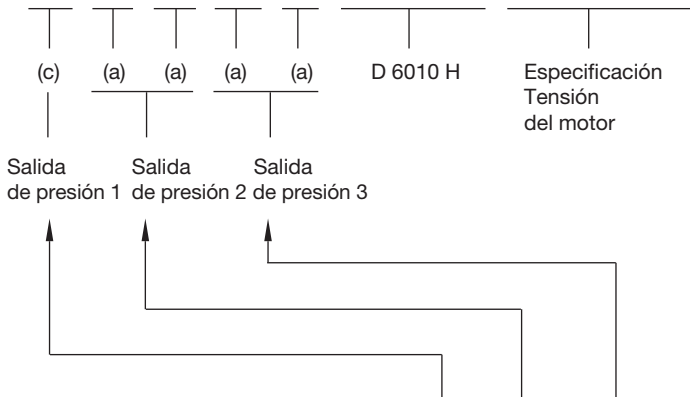 (c) (a) (a) (a) (a) D 6010 H Especificación
Tensión
del motor
Salida Salida Salida
de presión 1 de presión 2 de presión 3